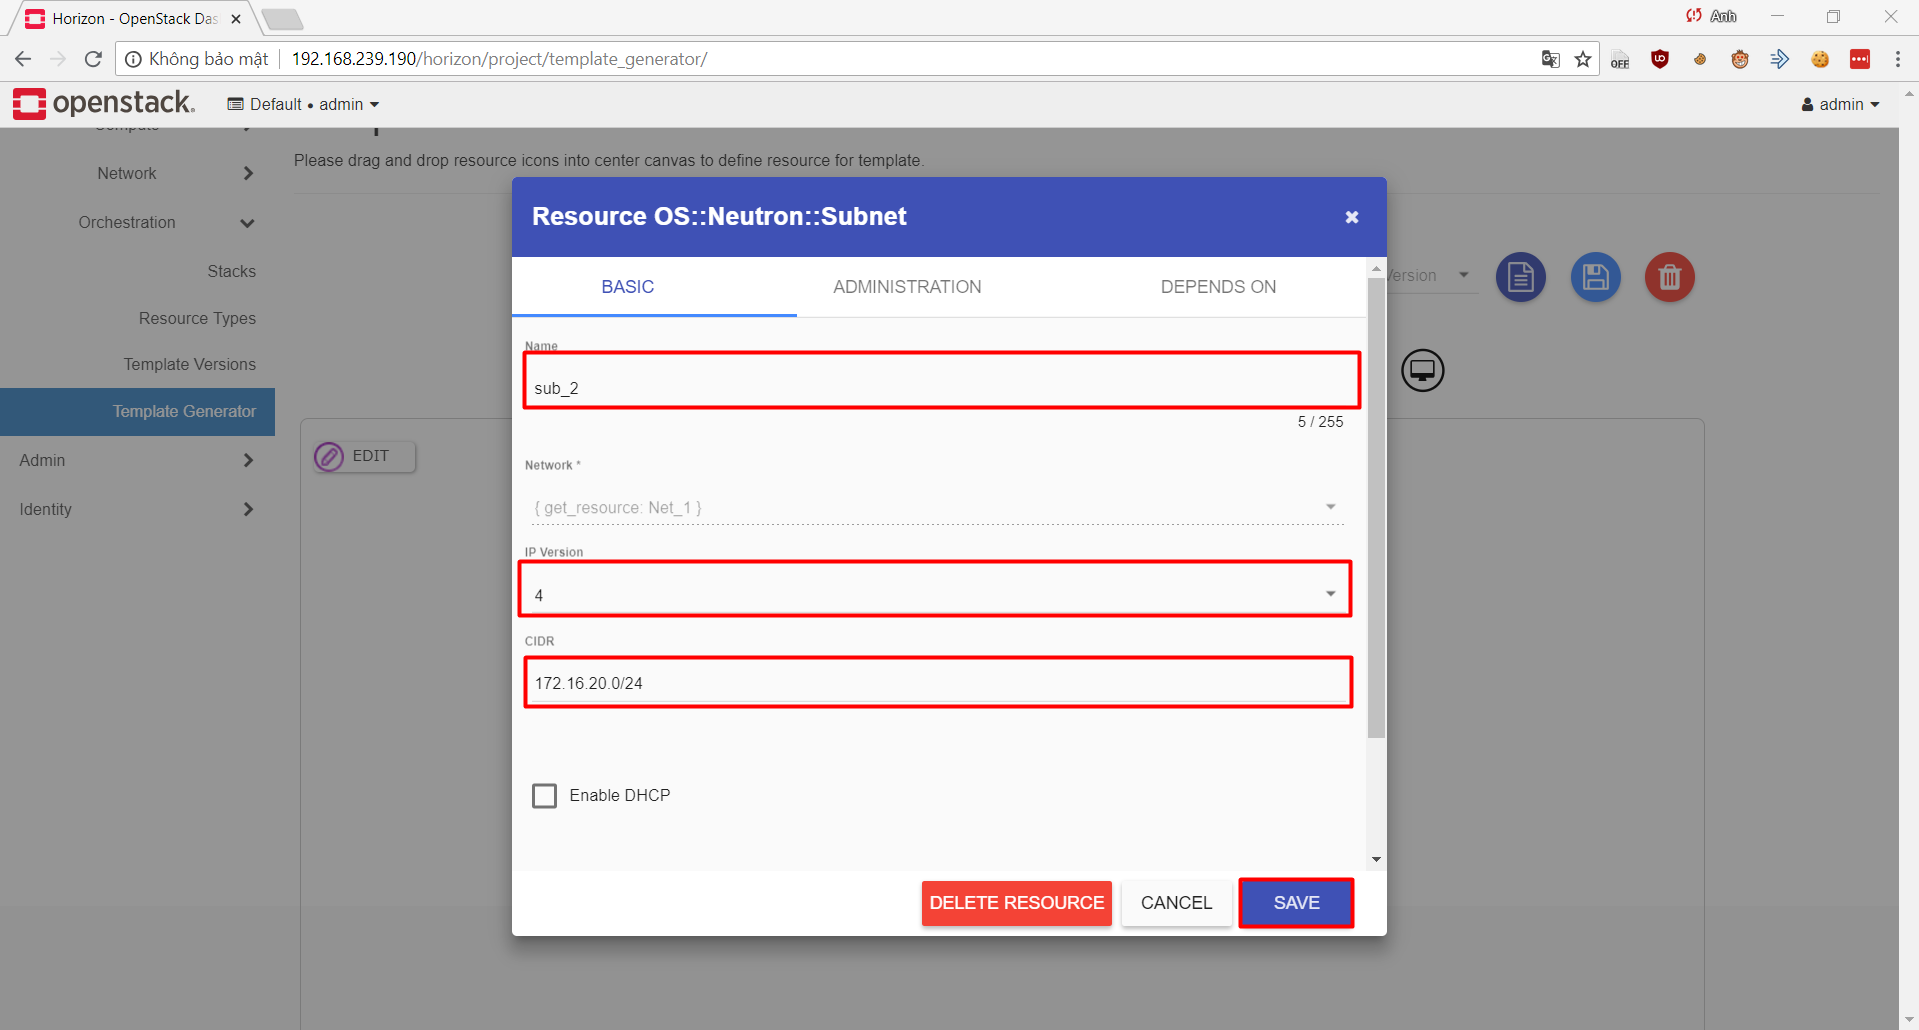 Horizon - OpenStack Das
Anh
Không bảo mật
192.168.239.190/horizon/project/template_generator/
OFF
openstack.
Default • admin
admin
Compute
Please drag and drop resource icons into center canvas to define resource for template.
Network
Orchestration
Stacks
Resource Types
Template Versions
Template Generator
Admin
Identity
Version
EDIT
Resource OS::Neutron::Subnet
BASIC
ADMINISTRATION
DEPENDS ON
Name
sub_2
5 / 255
Network *
{ get_resource: Net_1 }
IP Version
4
CIDR
172.16.20.0/24
Enable DHCP
DELETE RESOURCE
CANCEL
SAVE